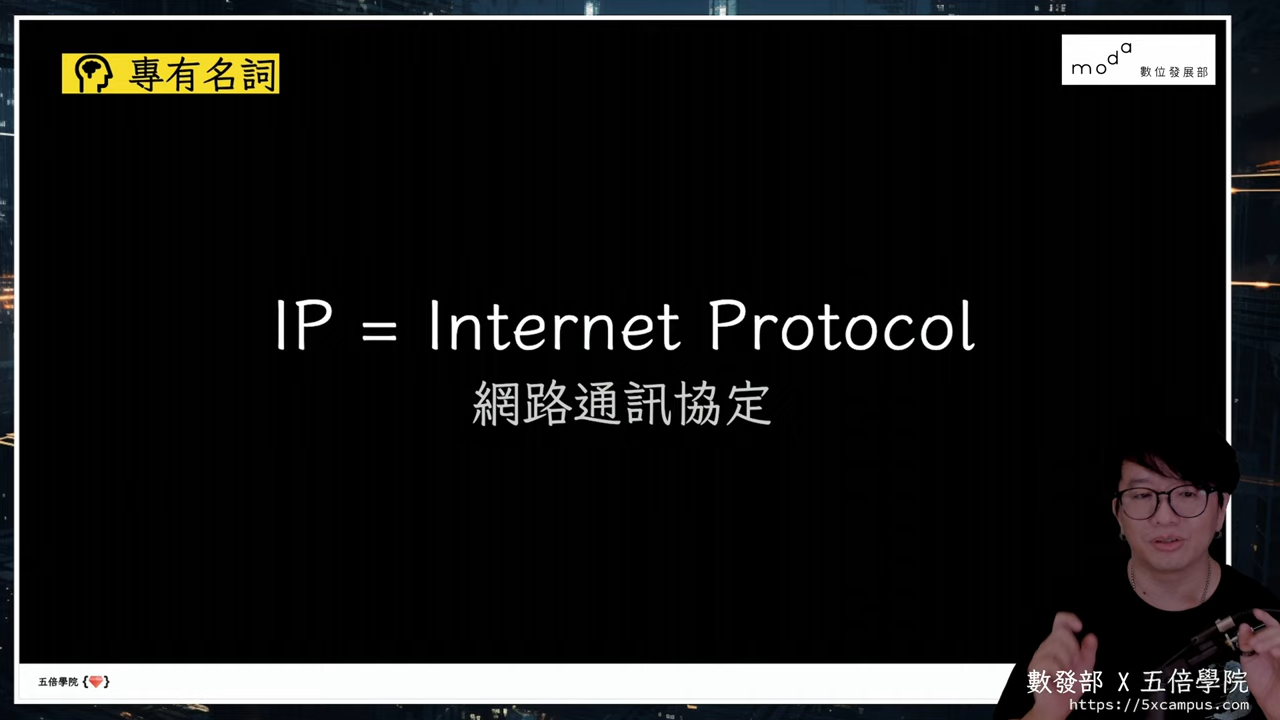 專有名詞
moda 數位發展部
IP = Internet Protocol
網路通訊協定
五倍學院 {❤}
數發部 X 五倍學院
https://5xcampus.com